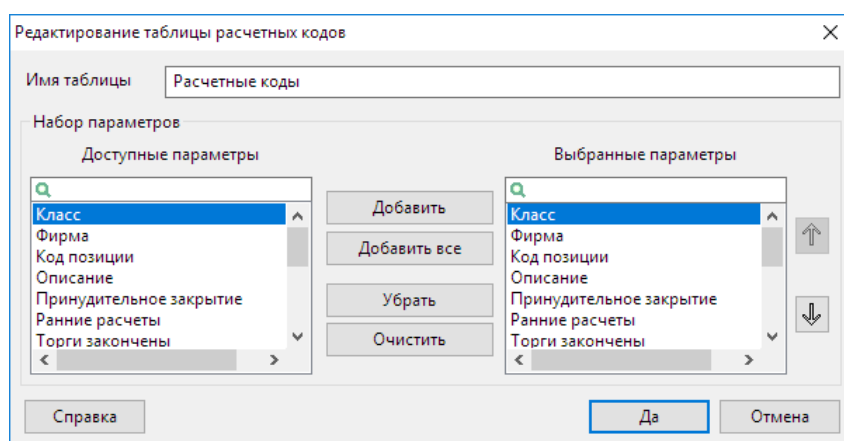 Редактирование таблицы расчетных кодов
Имя таблицы
Расчетные коды
Набор параметров
Доступные параметры
Класс
Фирма
Код позиции
Описание
Принудительное закрытие
Ранние расчеты
Торги закончены
Добавить
Добавить все
Убрать
Очистить
Выбранные параметры
Класс
Фирма
Код позиции
Описание
Принудительное закрытие
Ранние расчеты
Торги закончены
Справка
Да
Отмена